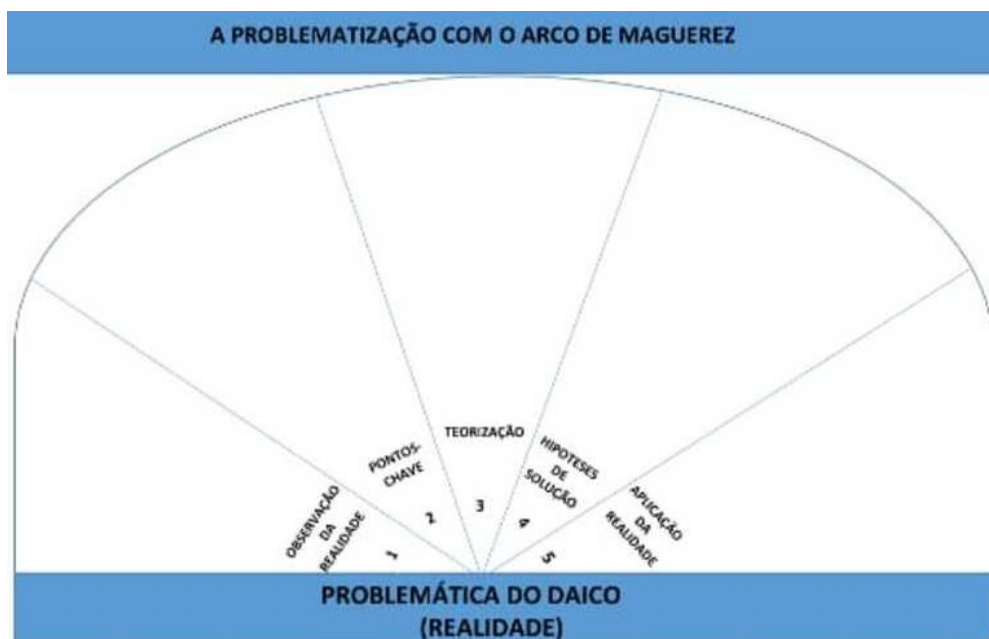 A PROBLEMATIZAÇÃO COM O ARCO DE MAGUEREZ
OBSERVAÇÃO
DA
REALIDADE
1
PONTOS-
CHAVE
2
TEORIZAÇÃO
3
HIPOTESES
DE
SOLUÇÃO
4
APLICAÇÃO
DA
REALIDADE
5
PROBLEMÁTICA DO DAICO
(REALIDADE)